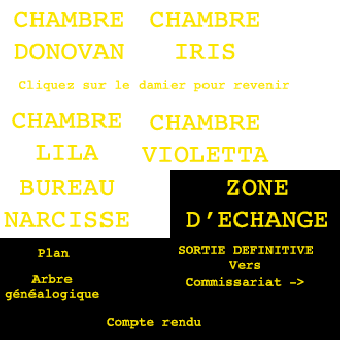 CHAMBRE CHAMBRE
DONOVAN IRIS
Cliquez sur le damier pour revenir
CHAMBRE CHAMBRE
LILA VIOLETTA
BUREAU ZONE
NARCISSE D'ECHANGE
Plan SORTIE DEFINITIVE
Vers
Arbre Commissariat ->
généalogique
Compte rendu